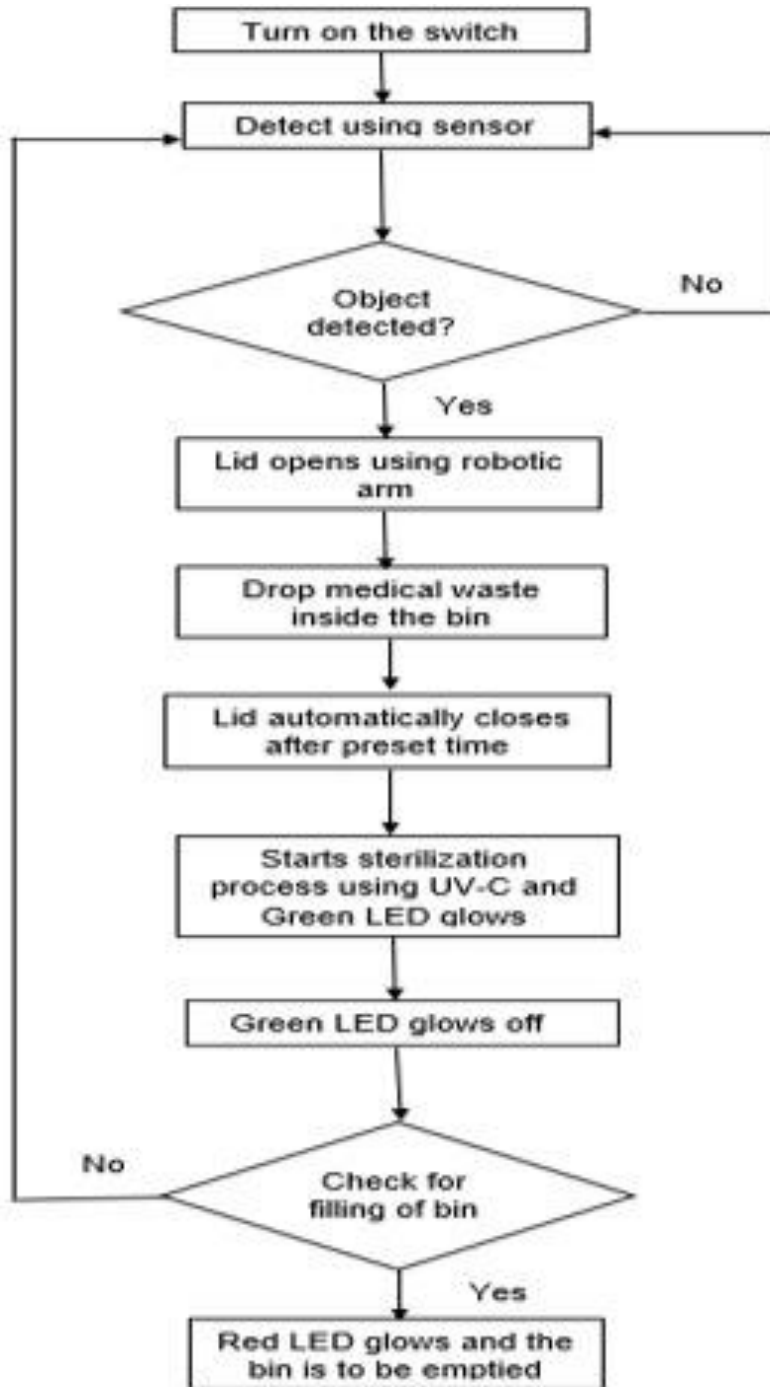 Turn on the switch
Detect using sensor
Object
detected?
No
Yes
Lid opens using robotic
arm
Drop medical waste
inside the bin
Lid automatically closes
after preset time
Starts sterilization
process using UV-C and
Green LED glows
Green LED glows off
Check for
filling of bin
No
Yes
Red LED glows and the
bin is to be emptied